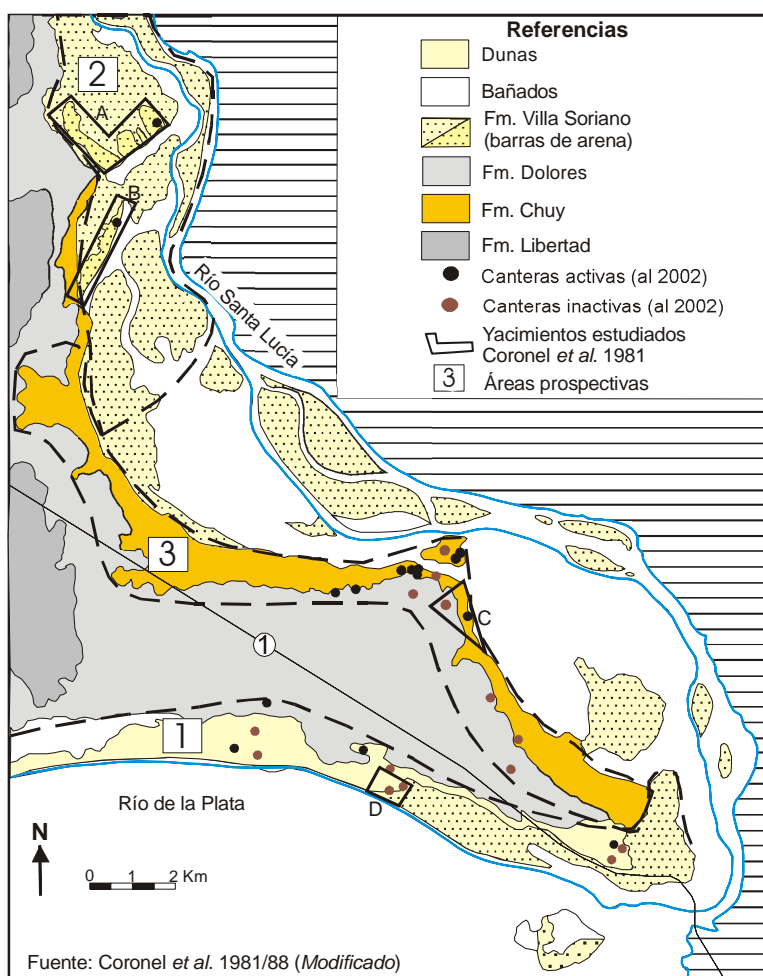 Referencias
Dunas
Bañados
Fm. Villa Soriano
(barras de arena)
Fm. Dolores
Fm. Chuy
Fm. Libertad
Canteras activas (al 2002)
Canteras inactivas (al 2002)
Yacimientos estudiados
Coronel et al. 1981
3 Áreas prospectivas
2
A
B
Río Santa Lucía
3
C
1
1
D
Río de la Plata
N
0 1 2 Km
Fuente: Coronel et al. 1981/88 (Modificado)